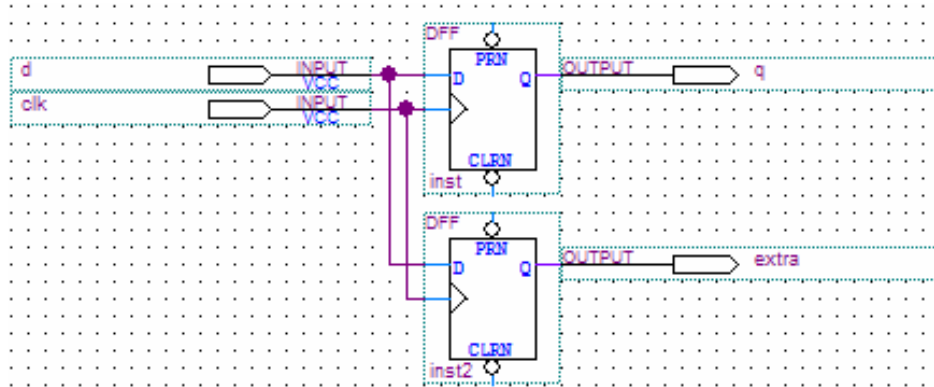 DFF
PRN
d INPUT D Q OUTPUT q
VCC
clk INPUT
VCC
CLRN
inst
DFF
PRN
D Q OUTPUT extra
CLRN
inst2